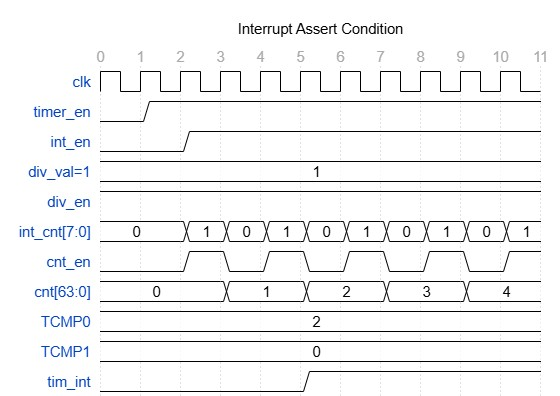 Interrupt Assert Condition
0 1 2 3 4 5 6 7 8 9 10 11
clk
timer_en
int_en
div_val=1 1
div_en
int_cnt[7:0] 0 1 0 1 0 1 0 1 0 1
cnt_en
cnt[63:0] 0 1 2 3 4
TCMP0 2
TCMP1 0
tim_int